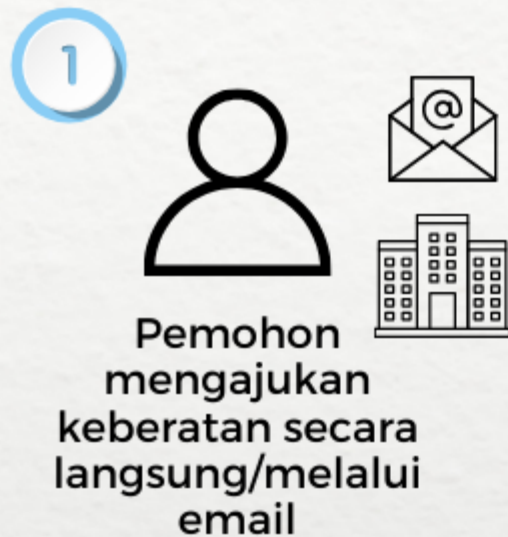 1
@
Pemohon
mengajukan
keberatan secara
langsung/melalui
email